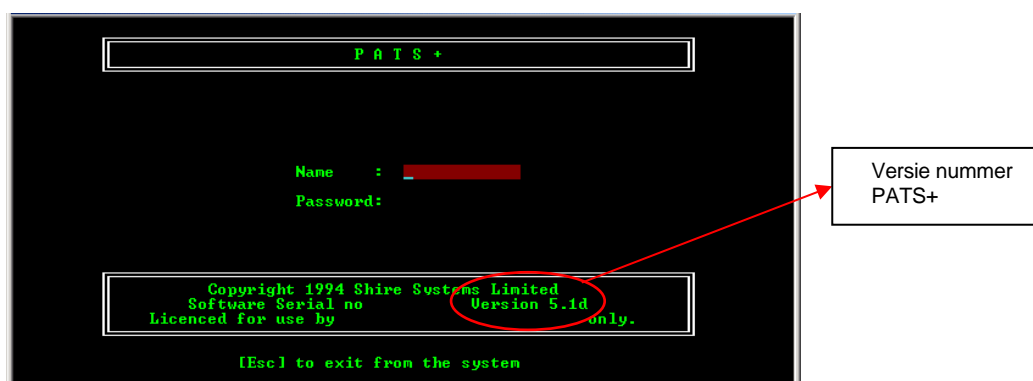 P A T S +
Name :
Password:
Copyright 1994 Shire Systems Limited
Software Serial no Version 5.1d
Licenced for use by only.
[Esc] to exit from the system
Versie nummer
PATS+